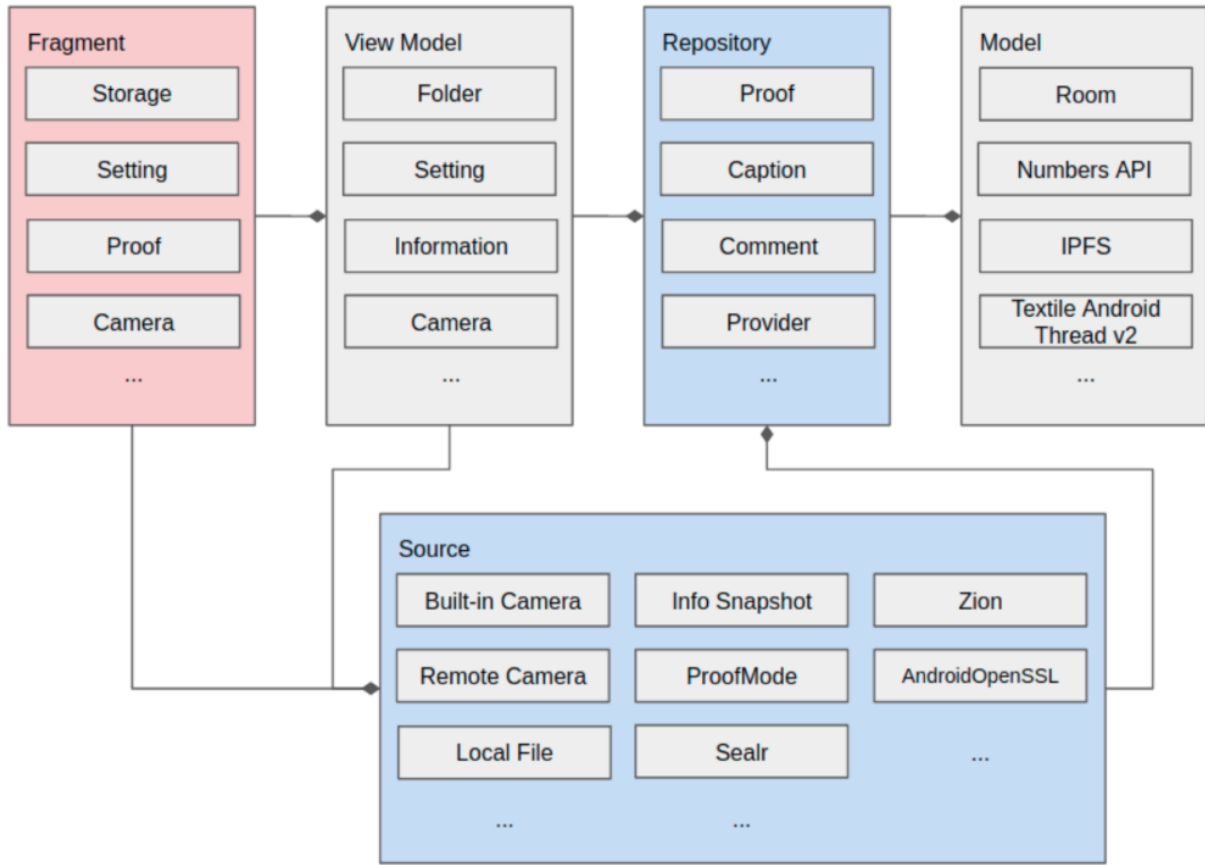 Fragment
Storage
Setting
Proof
Camera
...
View Model
Folder
Setting
Information
Camera
...
Repository
Proof
Caption
Comment
Provider
...
Model
Room
Numbers API
IPFS
Textile Android
Thread v2
...
Source
Built-in Camera
Remote Camera
Local File
...
Info Snapshot
ProofMode
Sealr
...
Zion
AndroidOpenSSL
...